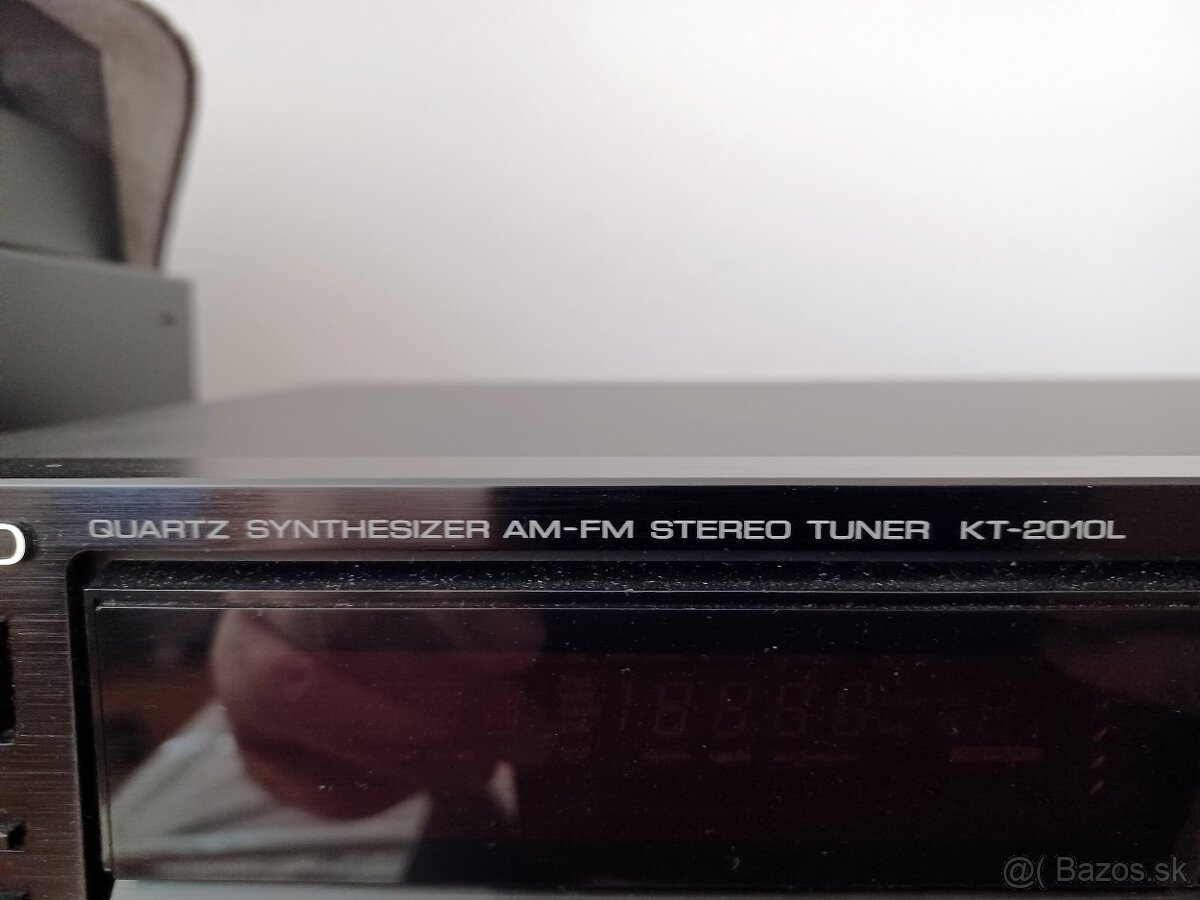 QUARTZ SYNTHESIZER AM-FM STEREO TUNER KT-2010L
@( Bazos.sk